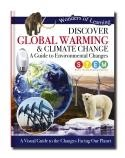 Wonders of Learning
DISCOVER
GLOBAL WARMING
& CLIMATE CHANGE
A Guide to Environmental Changes
STEM
A Visual Guide to the Changes Facing Our Planet